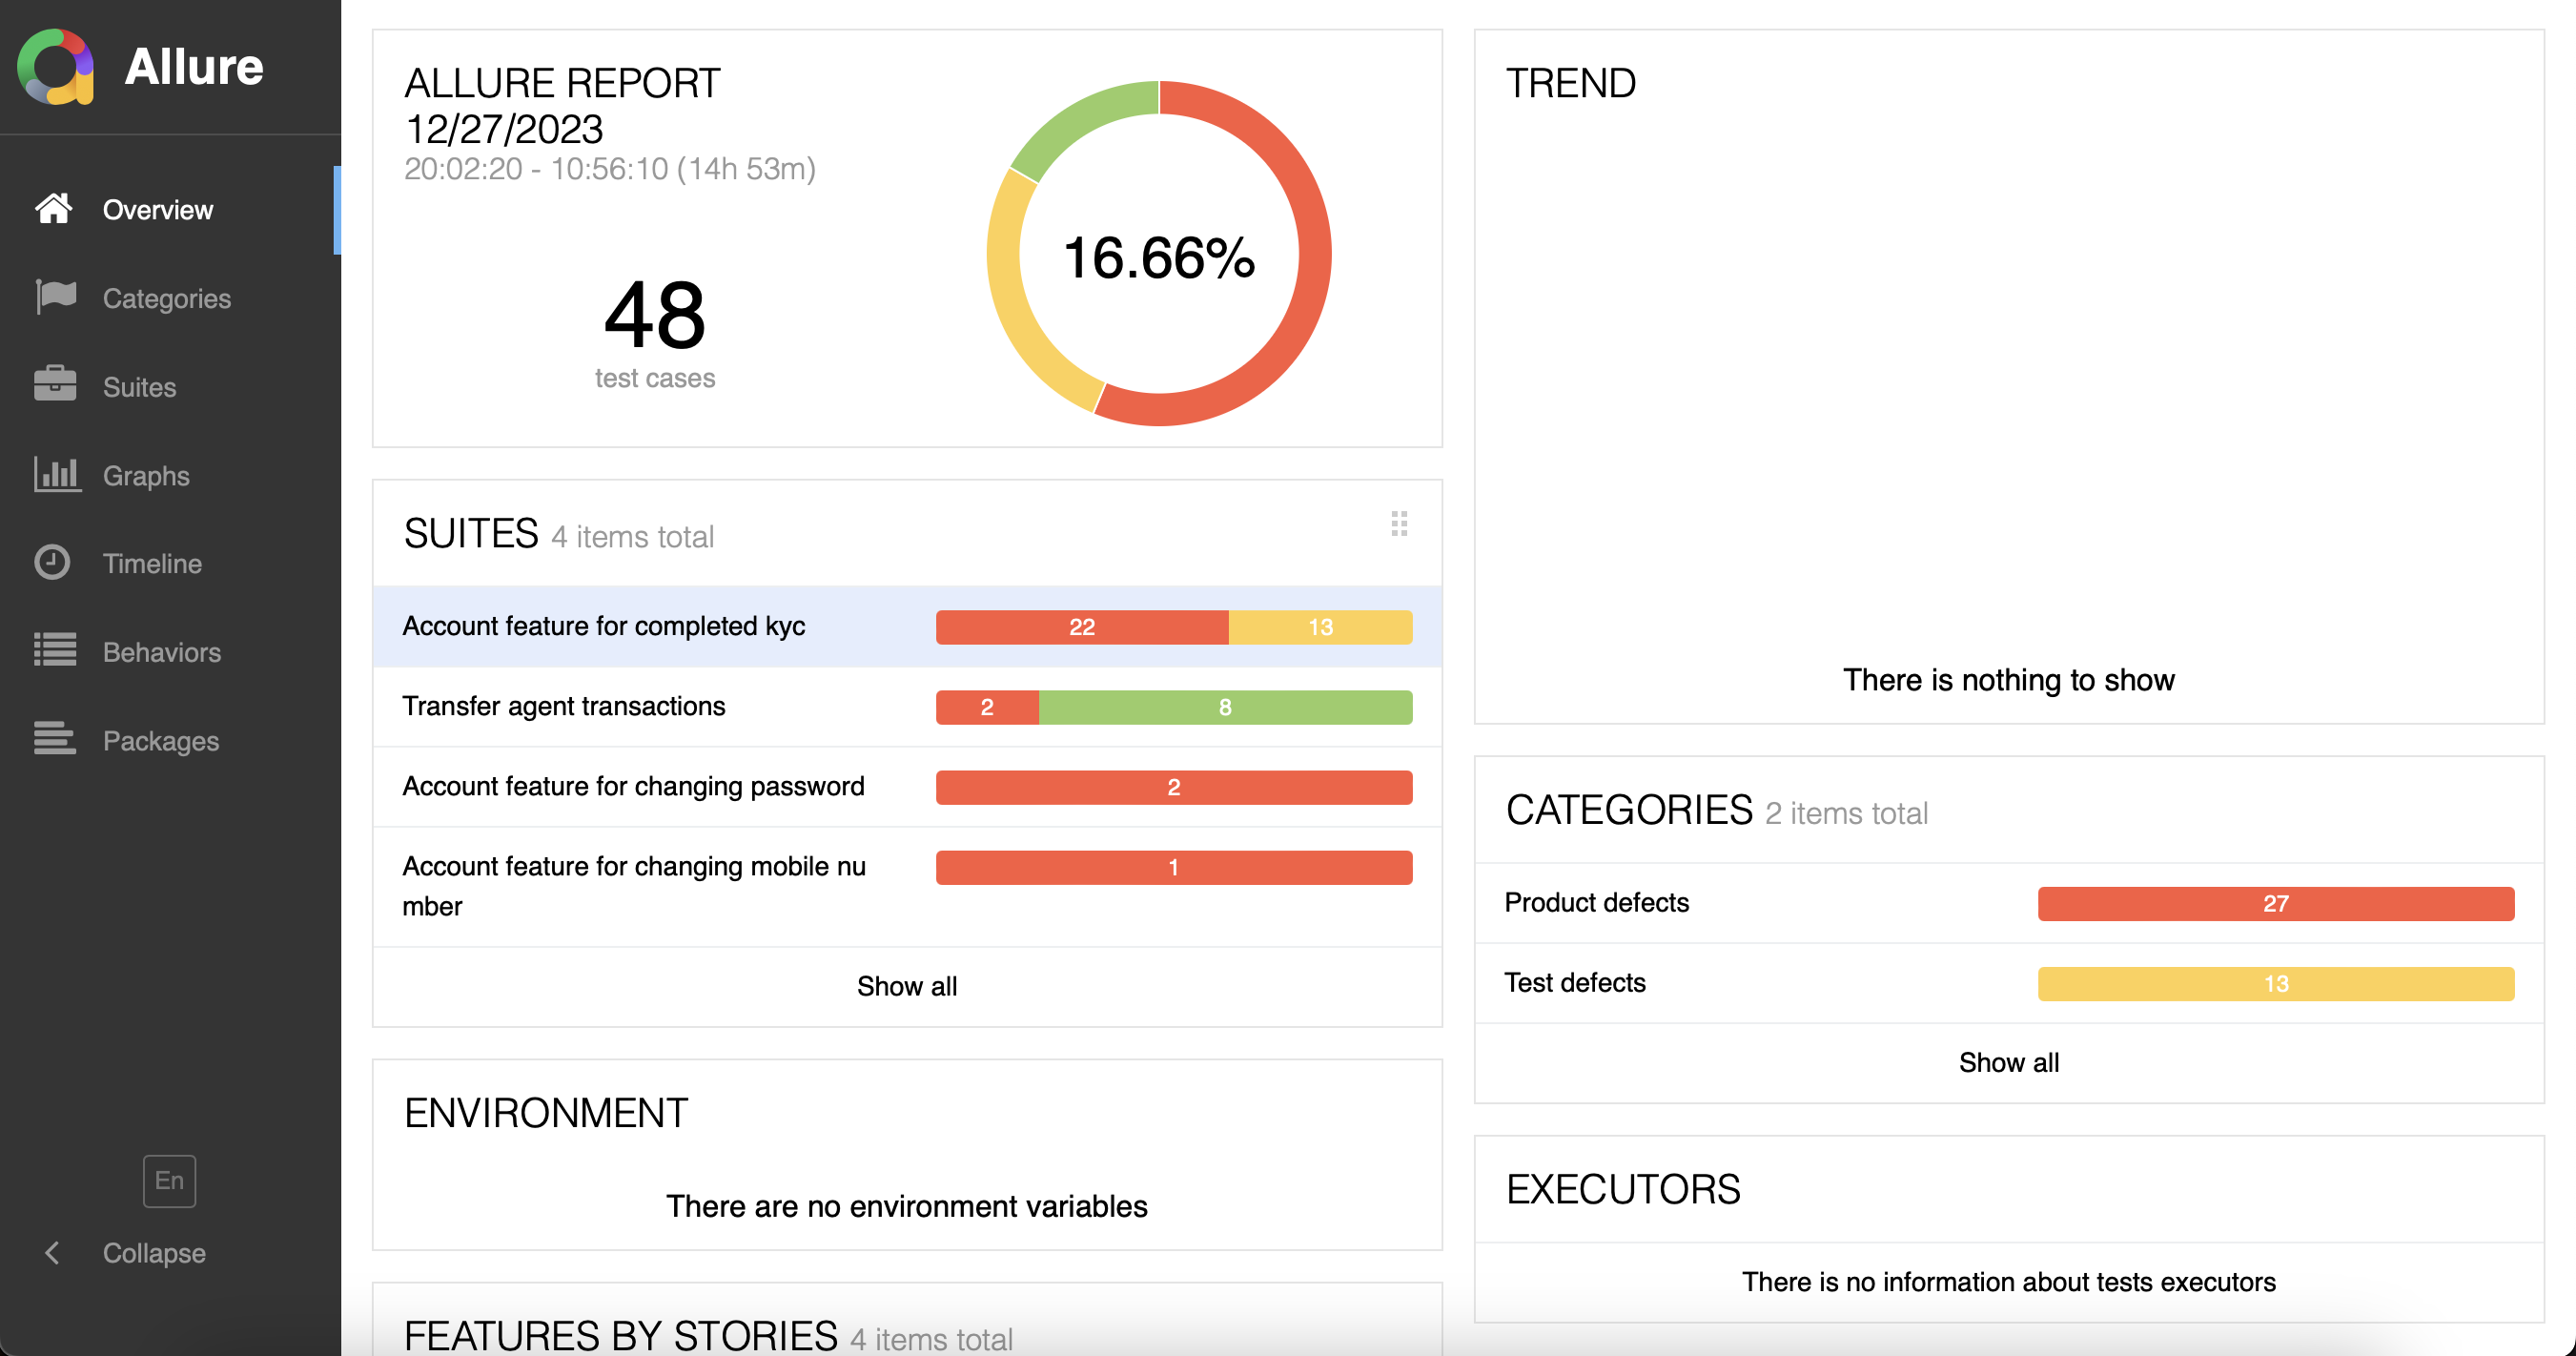 Allure
Overview
Categories
Suites
Graphs
Timeline
Behaviors
Packages
En
Collapse
ALLURE REPORT
12/27/2023
20:02:20 - 10:56:10 (14h 53m)
48
test cases
16.66%
SUITES 4 items total
Account feature for completed kyc 22 13
Transfer agent transactions 2 8
Account feature for changing password 2
Account feature for changing mobile nu 1
mber
Show all
ENVIRONMENT
There are no environment variables
FEATURES BY STORIES 4 items total
TREND
There is nothing to show
CATEGORIES 2 items total
Product defects 27
Test defects 13
Show all
EXECUTORS
There is no information about tests executors